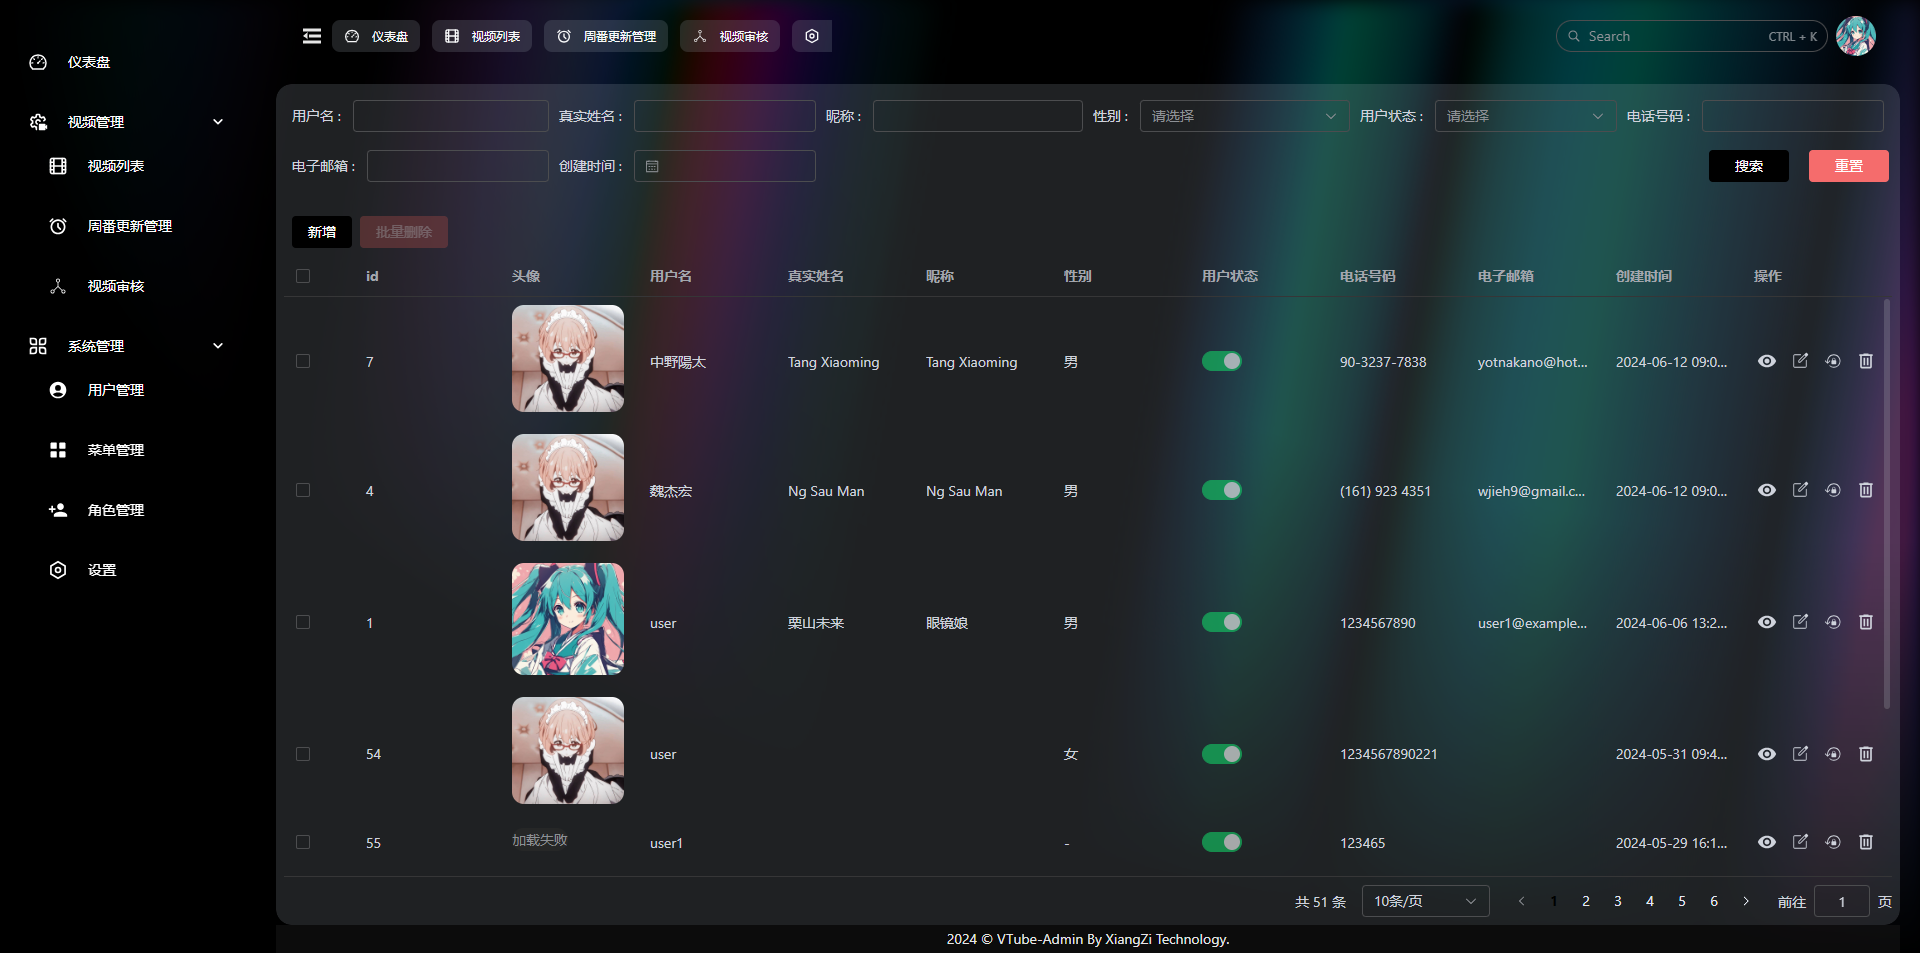 仪表盘
视频管理
视频列表
周番更新管理
视频审核
系统管理
用户管理
菜单管理
角色管理
设置
仪表盘 视频列表 周番更新管理 视频审核
Search CTRL + K
用户名： 真实姓名： 昵称： 性别： 请选择 用户状态： 请选择 电话号码：
电子邮箱： 创建时间： 搜索 重置
新增 批量删除
id 头像 用户名 真实姓名 昵称 性别 用户状态 电话号码 电子邮箱 创建时间 操作
7 中野陽太 Tang Xiaoming Tang Xiaoming 男 90-3237-7838 yotnakano@hot... 2024-06-12 09:0...
4 魏杰宏 Ng Sau Man Ng Sau Man 男 (161) 923 4351 wjieh9@gmail.c... 2024-06-12 09:0...
1 user 栗山未来 眼镜娘 男 1234567890 user1@example... 2024-06-06 13:2...
54 user 女 1234567890221 2024-05-31 09:4...
55 加载失败 user1 - 123465 2024-05-29 16:1...
共 51 条 10条/页 1 2 3 4 5 6 前往 1 页
2024 © VTube-Admin By XiangZi Technology.